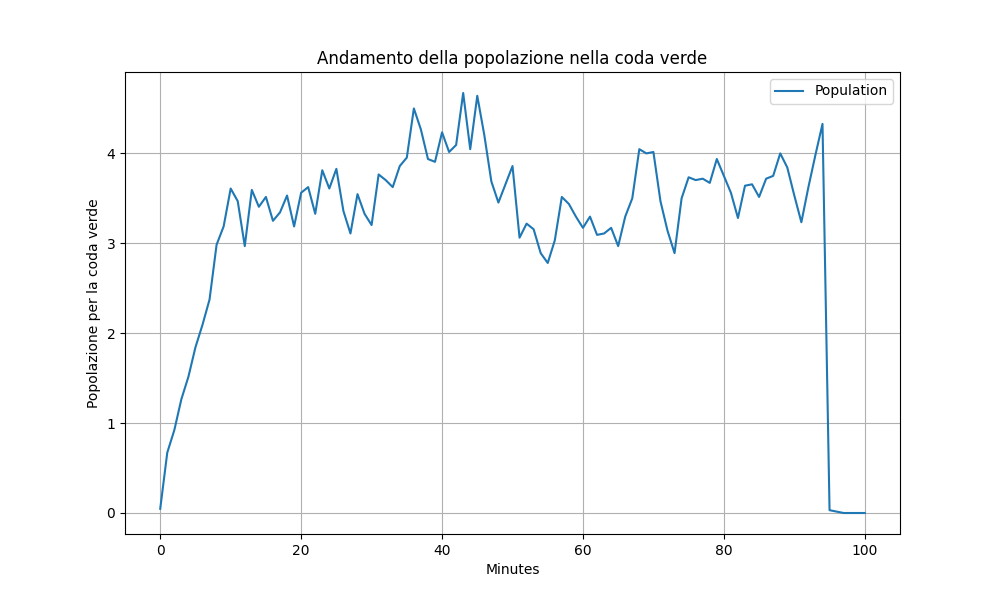 Andamento della popolazione nella coda verde
Population
Popolazione per la coda verde
4
3
2
1
0
0 20 40 60 80 100
Minutes